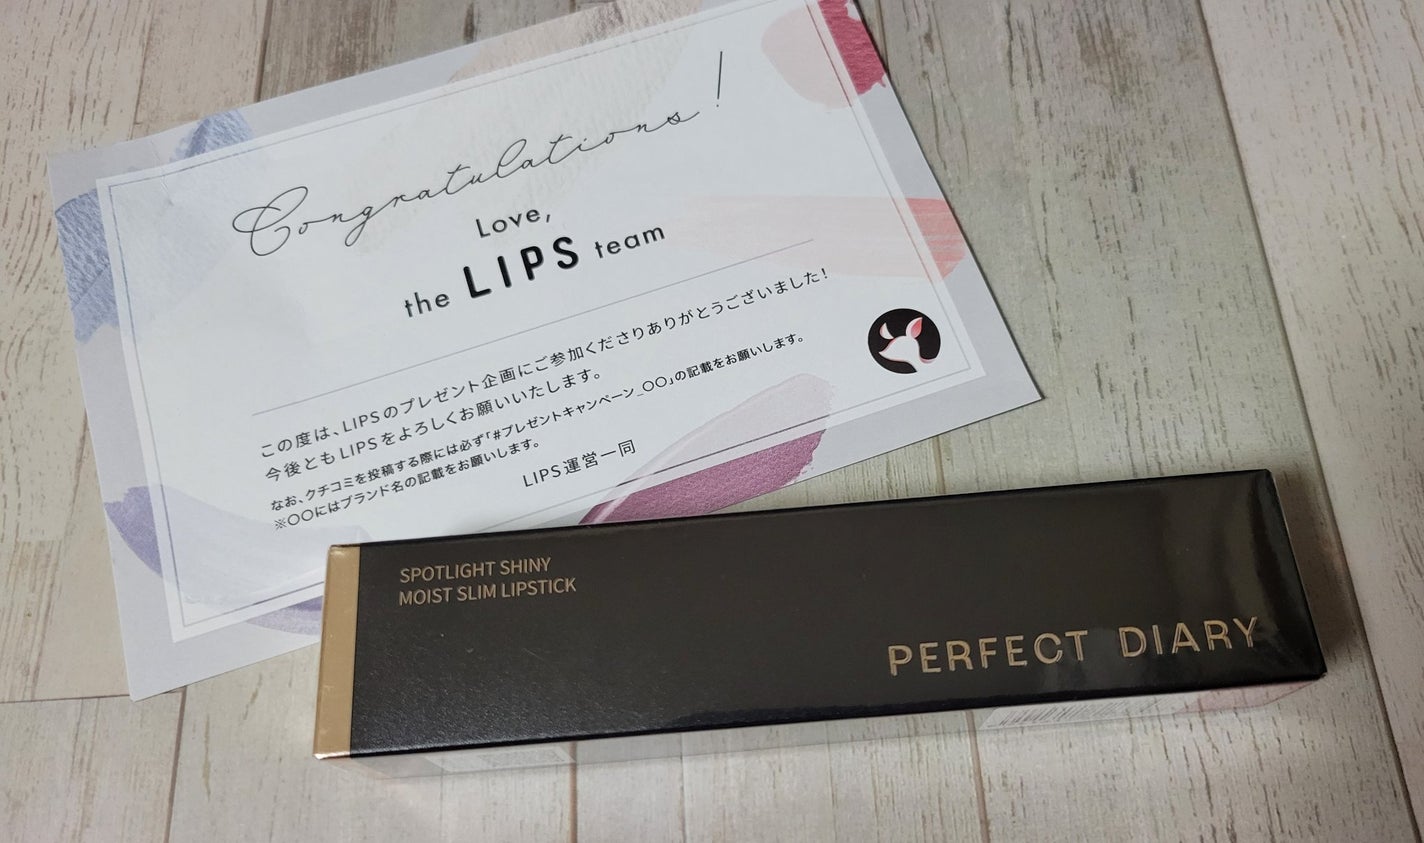 Congratulations!
Love,
the LIPS team
この度は、LIPSのプレゼント企画にご参加くださりありがとうございました！
今後ともLIPSをよろしくお願いいたします。
なお、クチコミを投稿する際には必ず「#プレゼントキャンペーン_〇〇」の記載をお願いします。
※〇〇にはブランド名の記載をお願いします。
LIPS運営一同
SPOTLIGHT SHINY
MOIST SLIM LIPSTICK
PERFECT DIARY